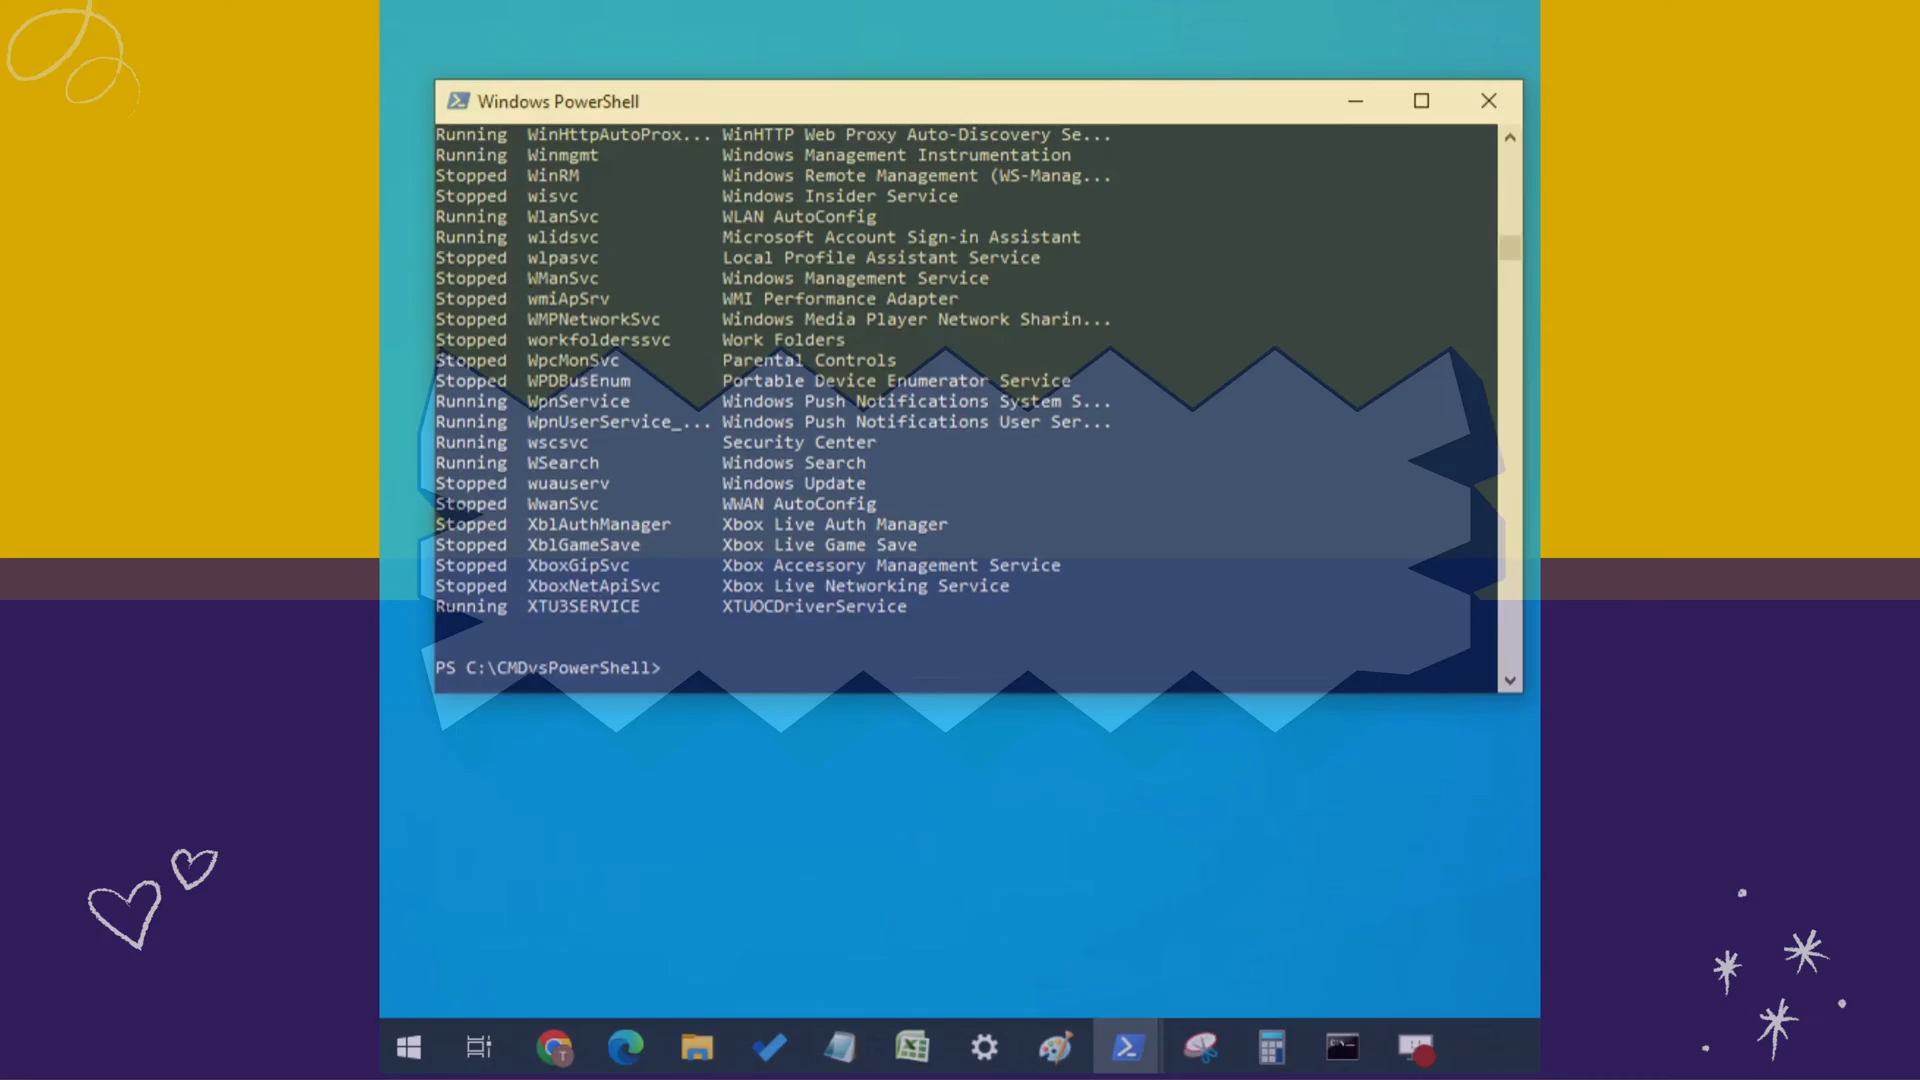 Windows PowerShell
Running WinHttpAutoProx... WinHTTP Web Proxy Auto-Discovery Se...
Running Winmgmt Windows Management Instrumentation
Stopped WinRM Windows Remote Management (WS-Manag...
Stopped wisvc Windows Insider Service
Running WlanSvc WLAN AutoConfig
Running wlidsvc Microsoft Account Sign-in Assistant
Stopped wlpasvc Local Profile Assistant Service
Stopped WManSvc Windows Management Service
Stopped wmiApSrv WMI Performance Adapter
Stopped WMPNetworkSvc Windows Media Player Network Sharin...
Stopped workfolderssvc Work Folders
Stopped WpcMonSvc Parental Controls
Stopped WPDBusEnum Portable Device Enumerator Service
Running WpnService Windows Push Notifications System S...
Running WpnUserService_... Windows Push Notifications User Ser...
Running wscsvc Security Center
Running WSearch Windows Search
Stopped wuauserv Windows Update
Stopped WwanSvc WWAN AutoConfig
Stopped XblAuthManager Xbox Live Auth Manager
Stopped XblGameSave Xbox Live Game Save
Stopped XboxGipSvc Xbox Accessory Management Service
Stopped XboxNetApiSvc Xbox Live Networking Service
Running XTU3SERVICE XTUOCDriverService
PS C:\CMDvsPowerShell>
T